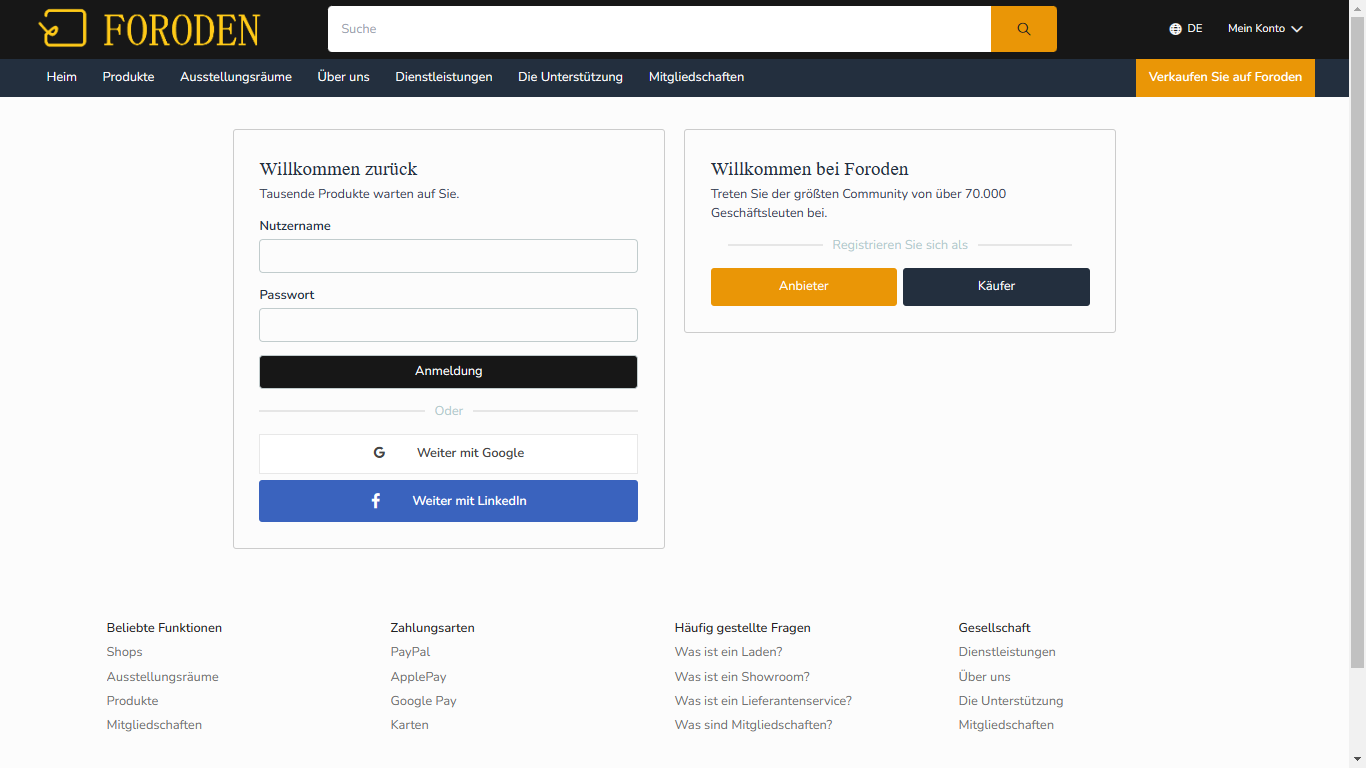 FORODEN
Suche
DE
Mein Konto
Heim
Produkte
Ausstellungsräume
Über uns
Dienstleistungen
Die Unterstützung
Mitgliedschaften
Verkaufen Sie auf Foroden
Willkommen zurück
Tausende Produkte warten auf Sie.
Nutzername
Passwort
Anmeldung
Oder
G Weiter mit Google
f Weiter mit LinkedIn
Willkommen bei Foroden
Treten Sie der größten Community von über 70.000
Geschäftsleuten bei.
Registrieren Sie sich als
Anbieter
Käufer
Beliebte Funktionen
Shops
Ausstellungsräume
Produkte
Mitgliedschaften
Zahlungsarten
PayPal
ApplePay
Google Pay
Karten
Häufig gestellte Fragen
Was ist ein Laden?
Was ist ein Showroom?
Was ist ein Lieferantenservice?
Was sind Mitgliedschaften?
Gesellschaft
Dienstleistungen
Über uns
Die Unterstützung
Mitgliedschaften